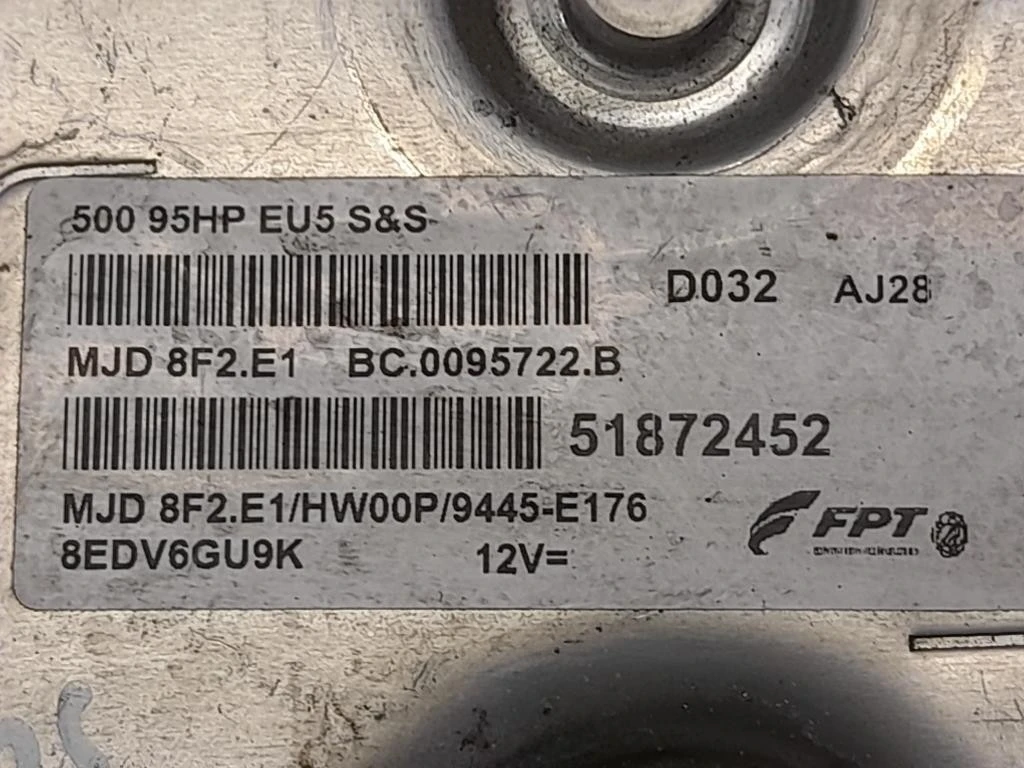 500 95HP EU5 S&S
D032 AJ28
MJD 8F2.E1 BC.0095722.B
51872452
MJD 8F2.E1/HW00P/9445-E176
8EDV6GU9K 12V=
FPT